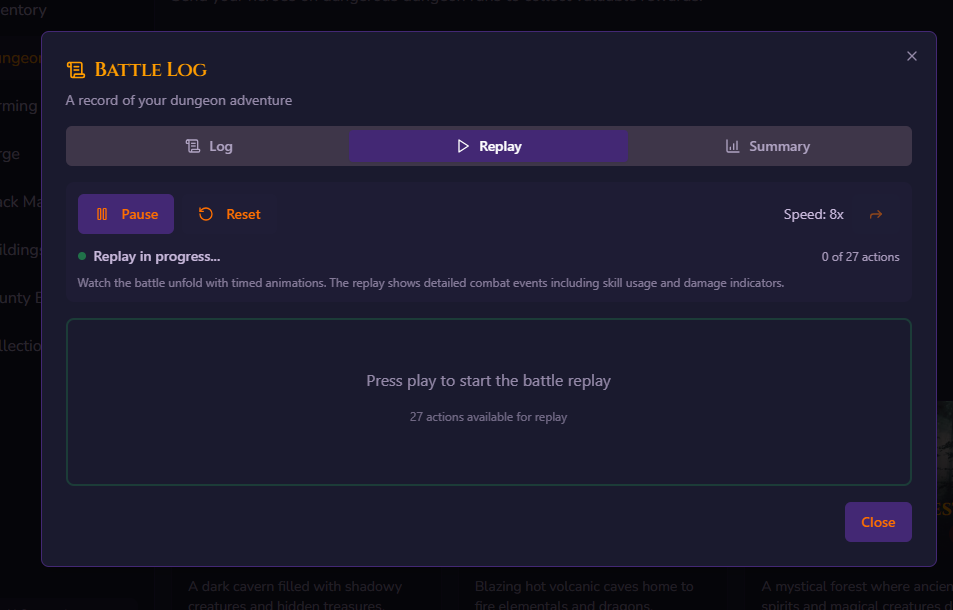 entory
BATTLE LOG
A record of your dungeon adventure
Log
Replay
Summary
Pause
Reset
Speed: 8x
Replay in progress...
0 of 27 actions
Watch the battle unfold with timed animations. The replay shows detailed combat events including skill usage and damage indicators.
Press play to start the battle replay
27 actions available for replay
Close
ungeon
rming
rge
ack Ma
ildings
unty B
llectio
A dark cavern filled with shadowy
creatures and hidden treasures
Blazing hot volcanic caves home to
fire elementals and dragons
A mystical forest where ancien
spirits and magical creatures d